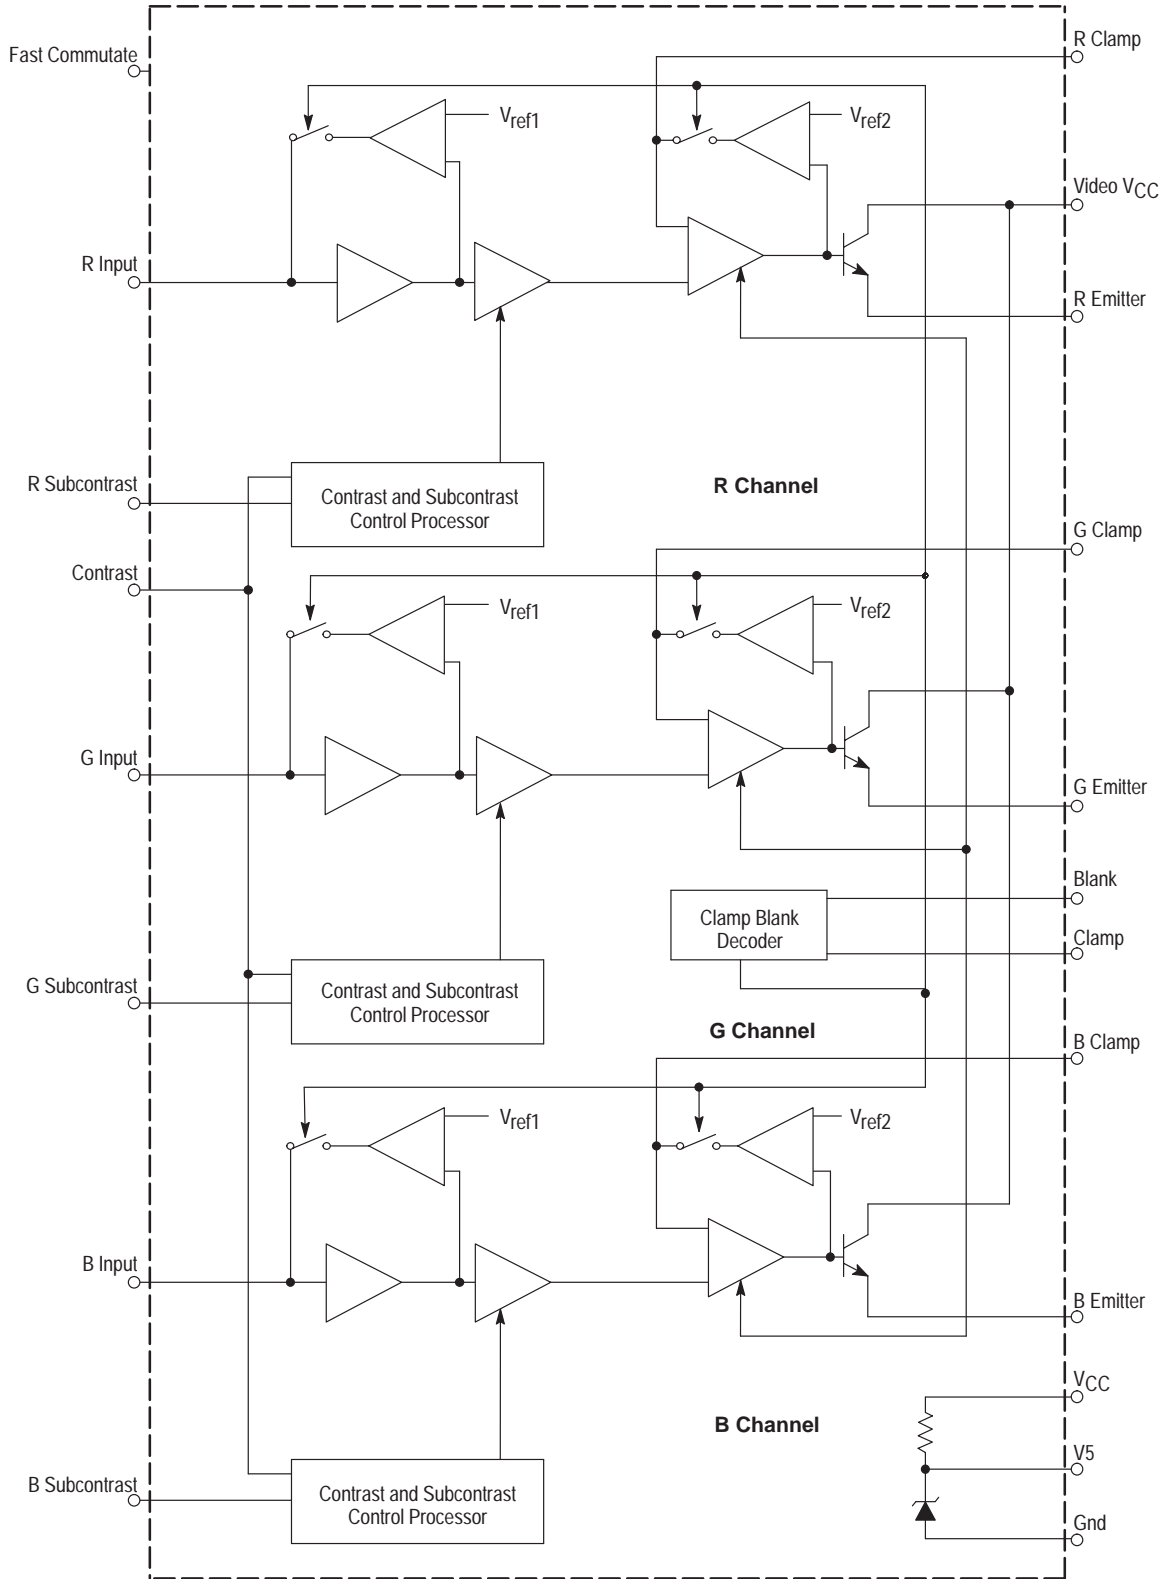 R Clamp
Fast Commutate
Vref1
Vref2
Video VCC
R Input
R Emitter
R Subcontrast
Contrast and Subcontrast
Control Processor
R Channel
G Clamp
Contrast
Vref1
Vref2
G Input
G Emitter
Blank
Clamp Blank
Decoder
Clamp
G Subcontrast
Contrast and Subcontrast
Control Processor
G Channel
B Clamp
Vref1
Vref2
B Input
B Emitter
VCC
B Channel
V5
B Subcontrast
Contrast and Subcontrast
Control Processor
Gnd